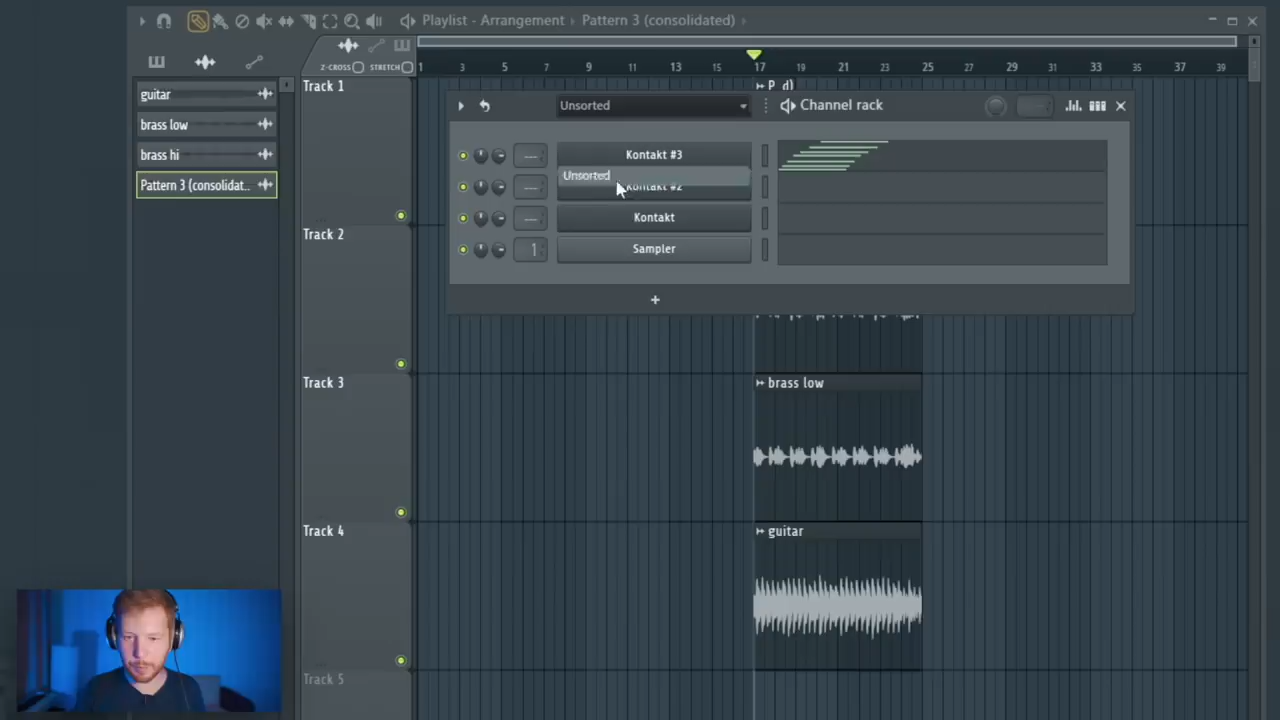 Playlist - Arrangement › Pattern 3 (consolidated) ›
Z-CROSS STRETCH
1 3 5 7 9 11 13 15 17 19 21 23 25 27 29 31 33 35 37 39
guitar
brass low
brass hi
Pattern 3 (consolidat..
Track 1
Unsorted
Channel rack
Kontakt #3
Unsorted
Kontakt #2
Kontakt
1
Sampler
+
Track 2
Track 3
brass low
Track 4
guitar
Track 5